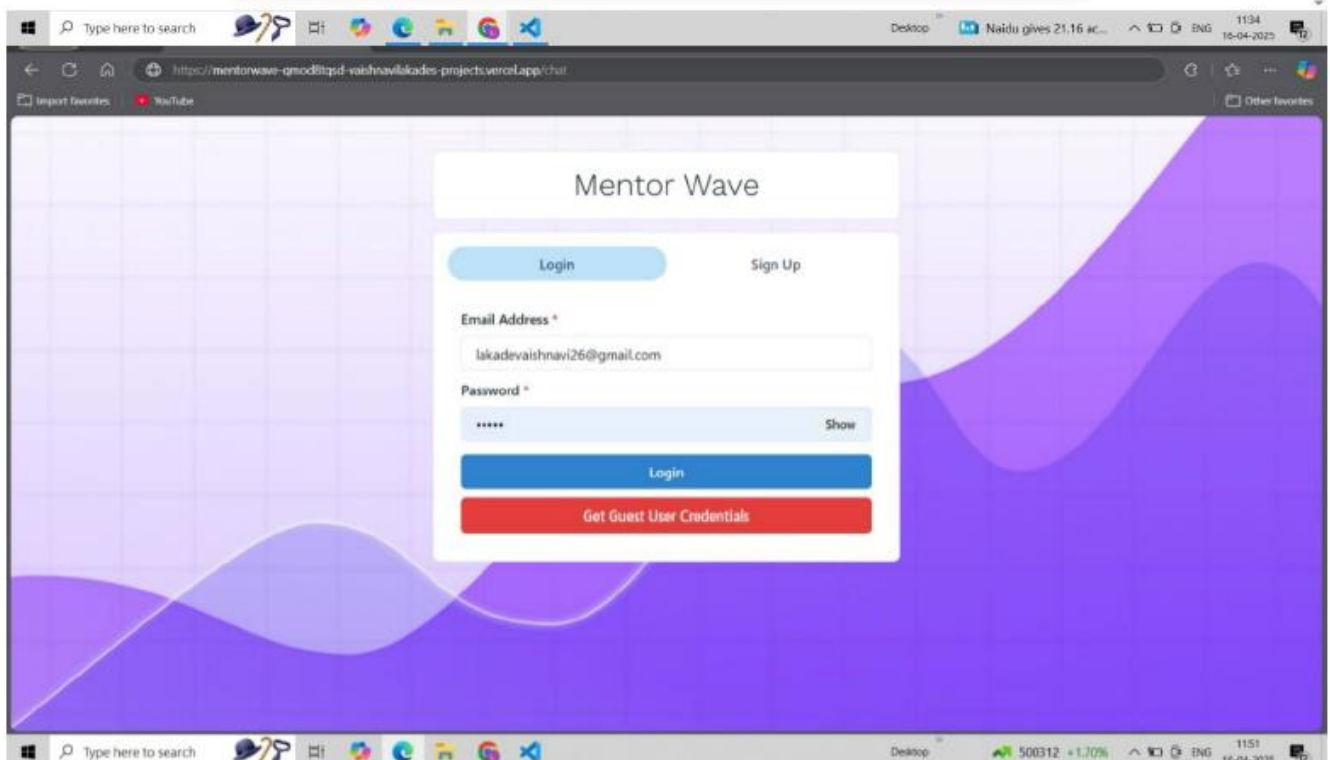 Type here to search Desktop Naidu gives 21.16 ac... ENG 11:34
16-04-2025
https://mentorwave-qmod8tqsd-vaishnavilakades-projects.vercel.app/chat
Import favorites YouTube Other favorites
Mentor Wave
Login Sign Up
Email Address *
lakadevaishnavi26@gmail.com
Password *
Show
Login
Get Guest User Credentials
Type here to search Desktop 500312 +1.70% ENG 11:51
16-04-2025